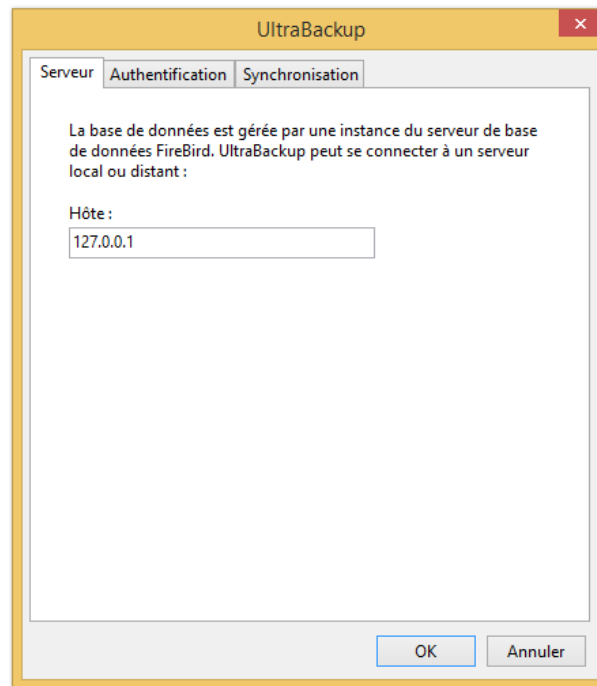 UltraBackup
Serveur
Authentification
Synchronisation
La base de données est gérée par une instance du serveur de base
de données FireBird. UltraBackup peut se connecter à un serveur
local ou distant :
Hôte :
127.0.0.1
OK
Annuler